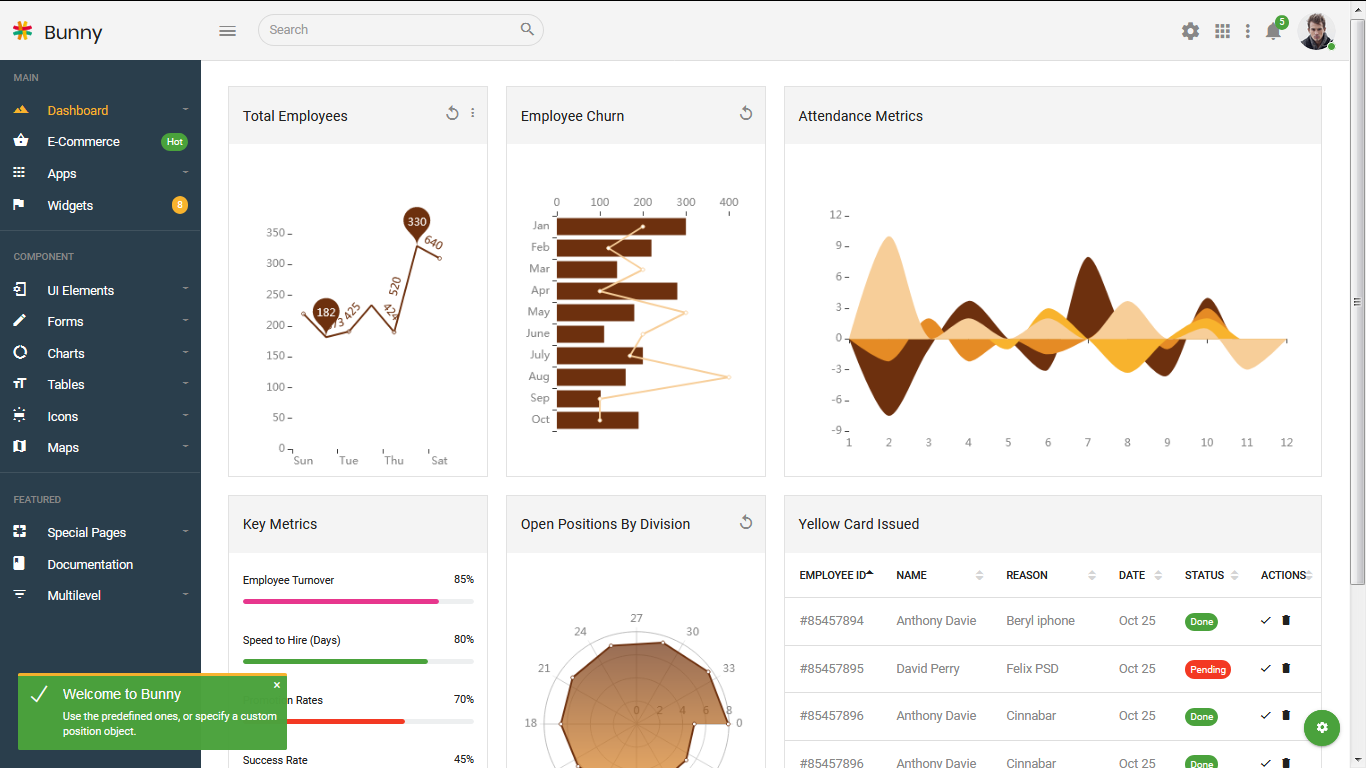 Bunny
Search
5
MAIN
Dashboard
E-Commerce Hot
Apps
Widgets 8
COMPONENT
UI Elements
Forms
Charts
Tables
Icons
Maps
FEATURED
Special Pages
Documentation
Multilevel
Welcome to Bunny ×
Use the predefined ones, or specify a custom
position object.
Total Employees
350
300
250
200
150
100
50
0
Sun Tue Thu Sat
182
425
424
520
330
640
Employee Churn
0 100 200 300 400
Jan
Feb
Mar
Apr
May
June
July
Aug
Sep
Oct
Attendance Metrics
12
9
6
3
0
-3
-6
-9
1 2 3 4 5 6 7 8 9 10 11 12
Key Metrics
Employee Turnover 85%
Speed to Hire (Days) 80%
Rates 70%
Success Rate 45%
Open Positions By Division
27
24 30
21 33
18 0 2 4 6 8 0
Yellow Card Issued
EMPLOYEE ID NAME REASON DATE STATUS ACTIONS
#85457894 Anthony Davie Beryl iphone Oct 25 Done
#85457895 David Perry Felix PSD Oct 25 Pending
#85457896 Anthony Davie Cinnabar Oct 25 Done
#85457896 Anthony Davie Cinnabar Oct 25 Done